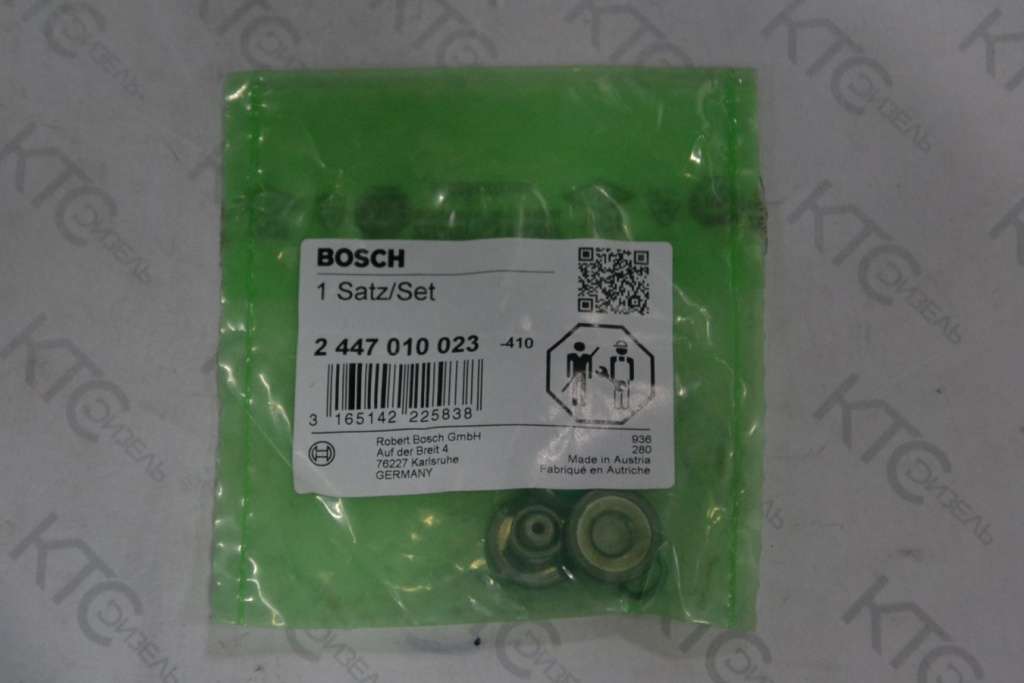 BOSCH
1 Satz/Set
2 447 010 023 -410
3 165142 225838
Robert Bosch GmbH
Auf der Breit 4
76227 Karlsruhe
GERMANY
936
280
Made in Austria
Fabriqué en Autriche
КТС
ДИЗЕЛЬ